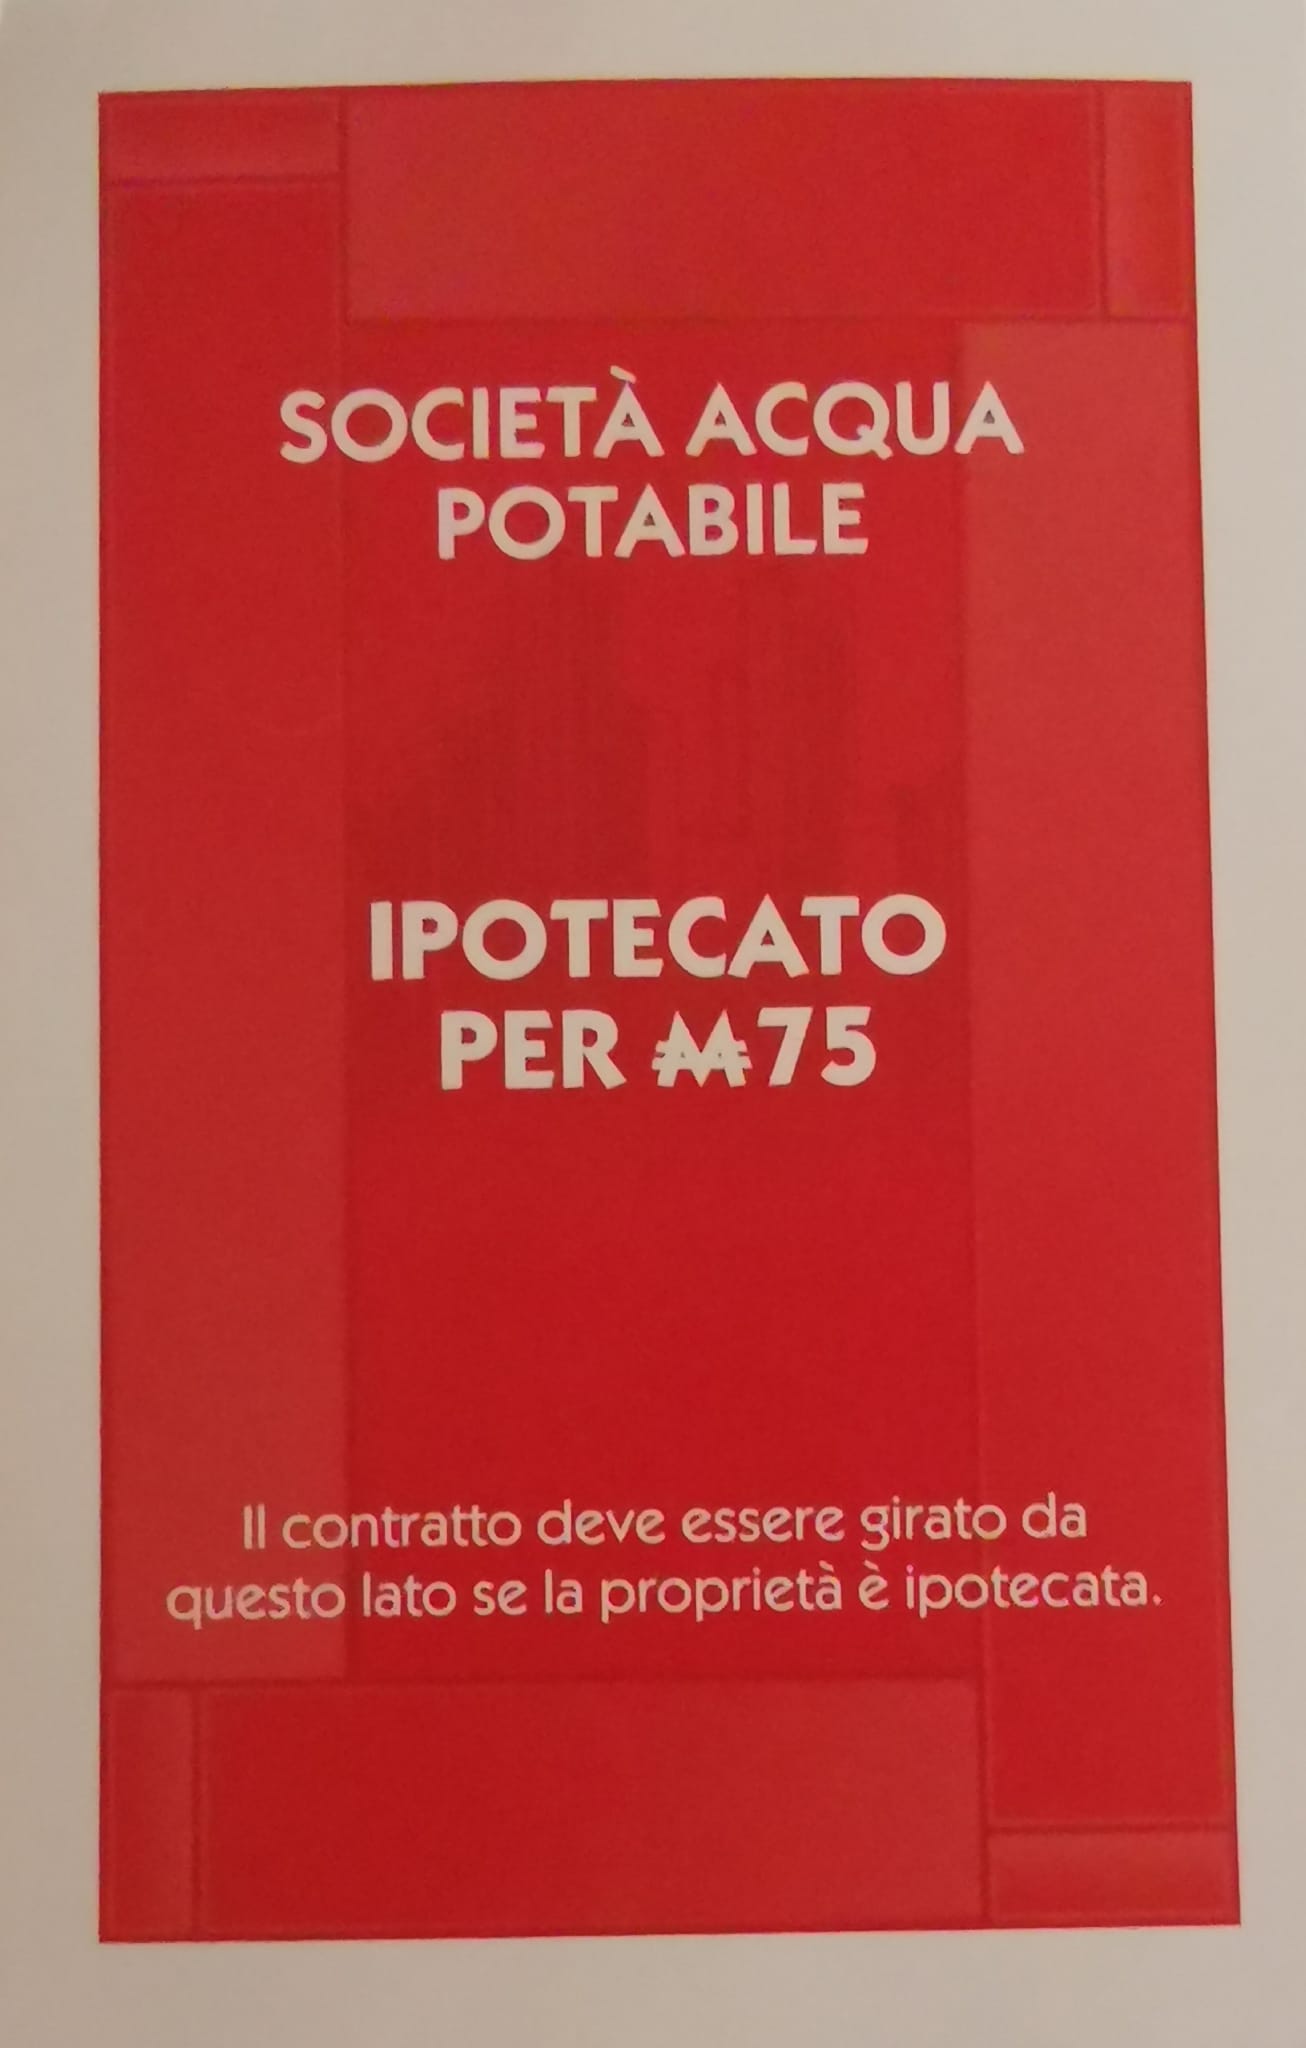 SOCIETÀ ACQUA
POTABILE
IPOTECATO
PER ₩75
Il contratto deve essere girato da
questo lato se la proprietà è ipotecata.